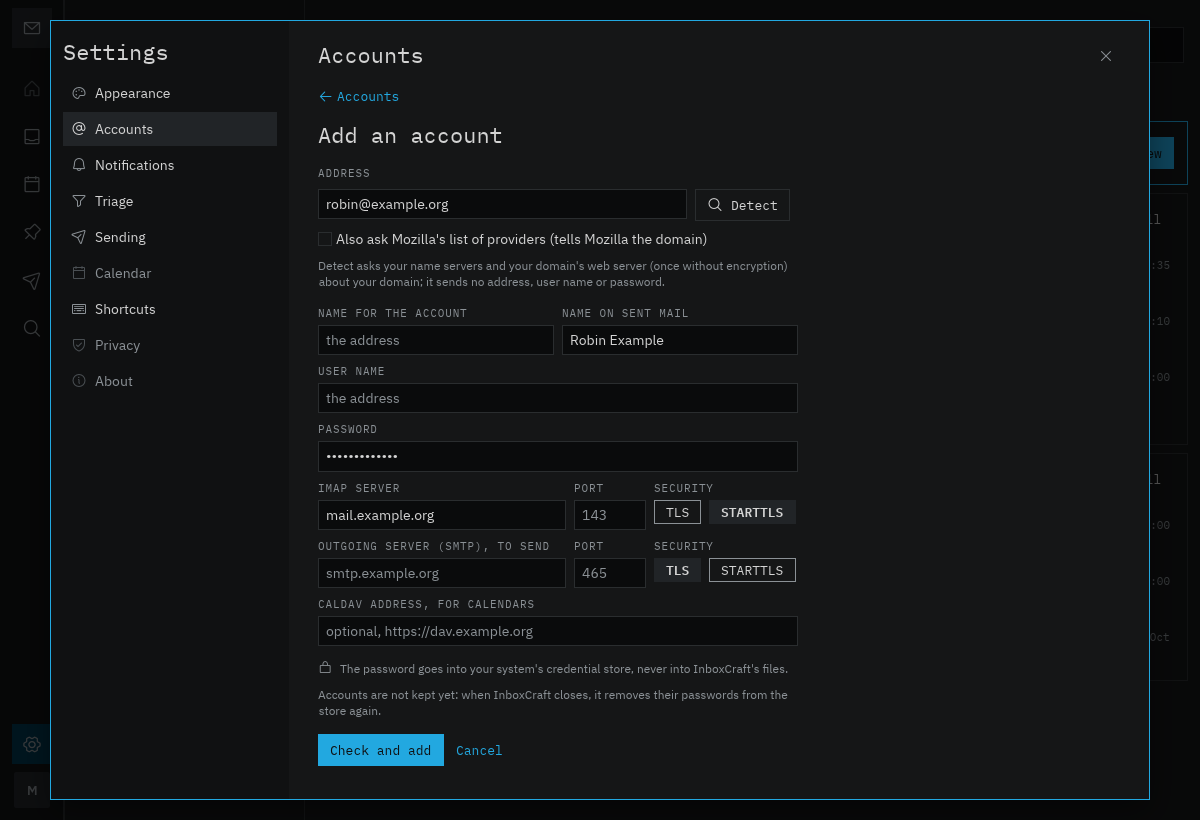 Settings
Appearance
Accounts
Notifications
Triage
Sending
Calendar
Shortcuts
Privacy
About
M
Accounts
← Accounts
Add an account
ADDRESS
robin@example.org
Detect
Also ask Mozilla's list of providers (tells Mozilla the domain)
Detect asks your name servers and your domain's web server (once without encryption)
about your domain; it sends no address, user name or password.
NAME FOR THE ACCOUNT NAME ON SENT MAIL
the address Robin Example
USER NAME
the address
PASSWORD
•••••••••••••
IMAP SERVER PORT SECURITY
mail.example.org 143 TLS STARTTLS
OUTGOING SERVER (SMTP), TO SEND PORT SECURITY
smtp.example.org 465 TLS STARTTLS
CALDAV ADDRESS, FOR CALENDARS
optional, https://dav.example.org
The password goes into your system's credential store, never into InboxCraft's files.
Accounts are not kept yet: when InboxCraft closes, it removes their passwords from the
store again.
Check and add Cancel
:35
:10
:00
:00
:00
Oct